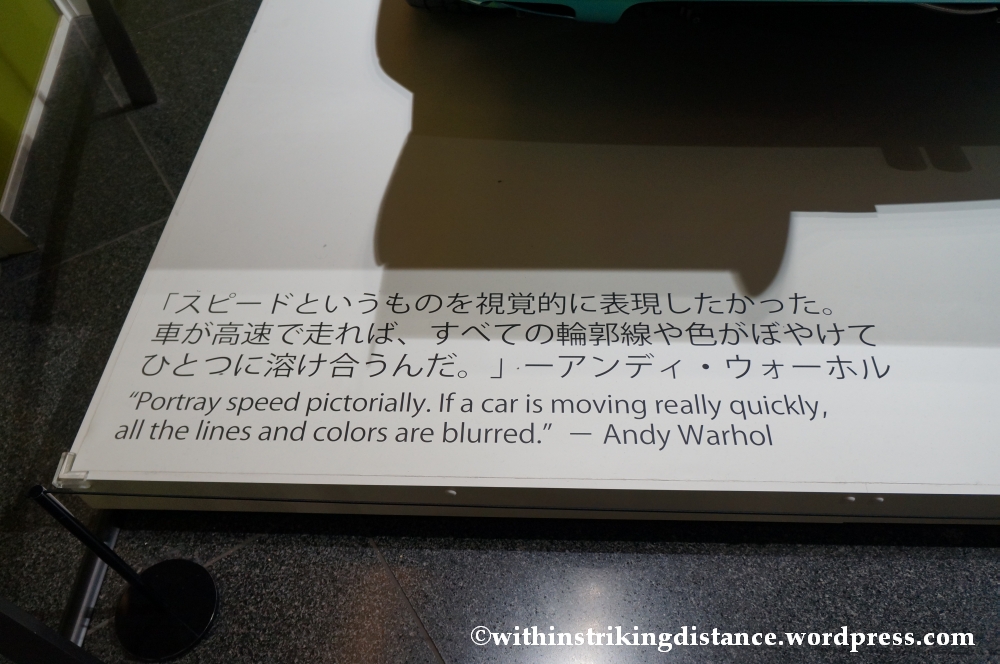 「スピードというものを視覚的に表現したかった。
車が高速で走れば、すべての輪郭線や色がぼやけて
ひとつに溶け合うんだ。」ーアンディ・ウォーホル
“Portray speed pictorially. If a car is moving really quickly,
all the lines and colors are blurred.” — Andy Warhol
©withinstrikingdistance.wordpress.com